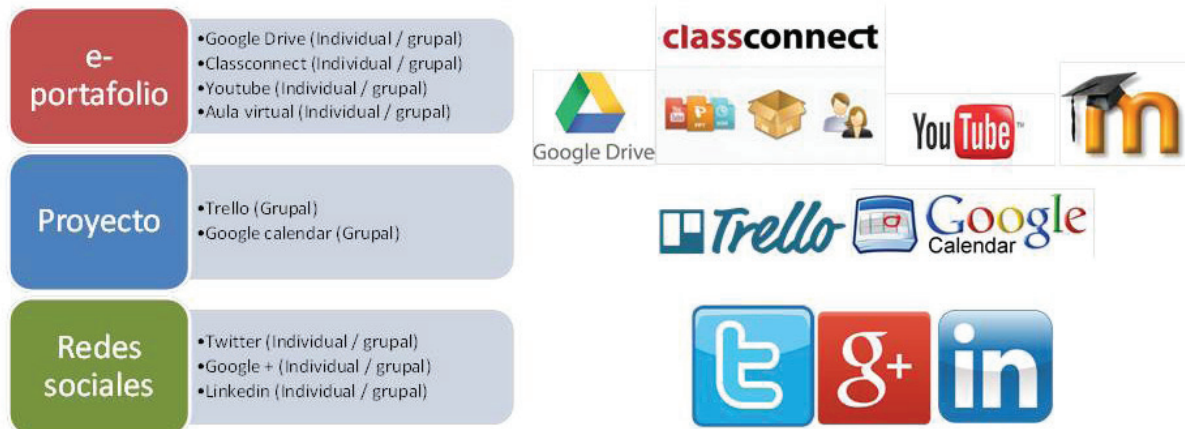 e-
portafolio
•Google Drive (Individual / grupal)
•Classconnect (Individual / grupal)
•Youtube (Individual / grupal)
•Aula virtual (Individual / grupal)
classconnect
Google Drive
You Tube™
m
Proyecto
•Trello (Grupal)
•Google calendar (Grupal)
Trello
Google
Calendar
Redes
sociales
•Twitter (Individual / grupal)
•Google + (Individual / grupal)
•Linkedin (Individual / grupal)
t
g+
in